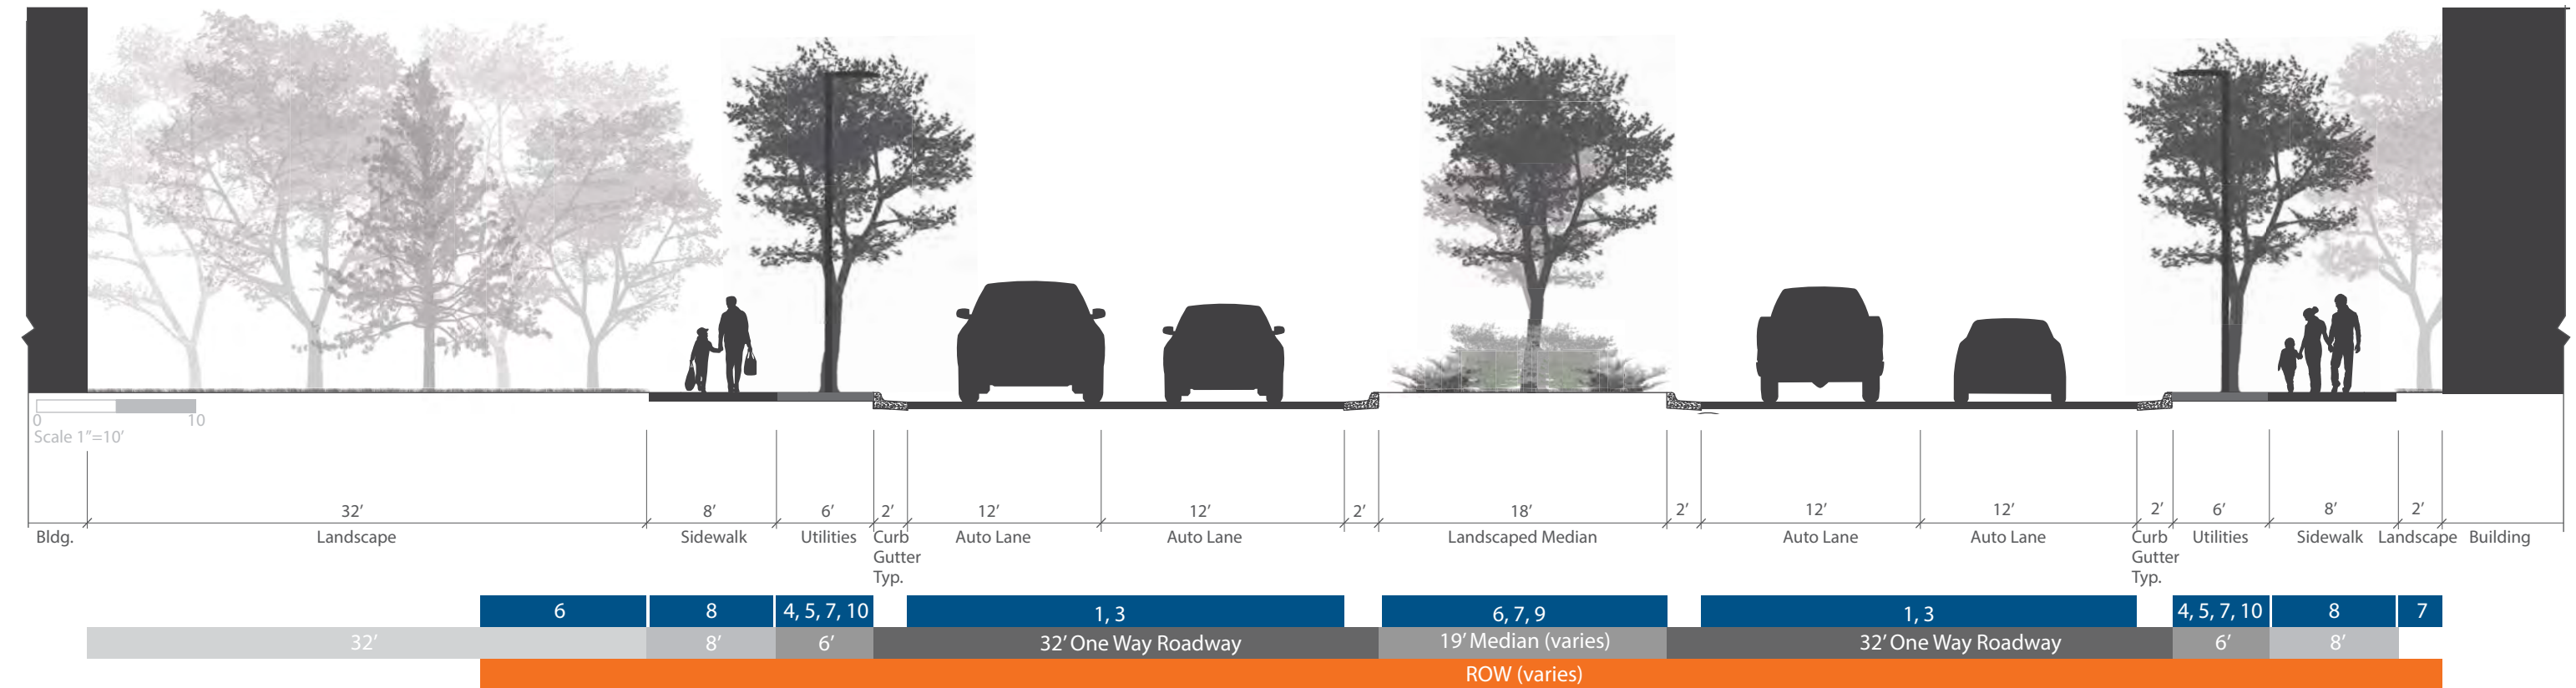 0 10
Scale 1”=10’
32’ 8’ 6’ 2’ 12’ 12’ 2’ 18’ 2’ 12’ 12’ 2’ 6’ 8’ 2’
Bldg. Landscape Sidewalk Utilities Curb Auto Lane Auto Lane Landscaped Median Auto Lane Auto Lane Curb Utilities Sidewalk Landscape Building
Gutter Gutter
Typ. Typ.
6 8 4, 5, 7, 10 1, 3 6, 7, 9 1, 3 4, 5, 7, 10 8 7
32’ 8’ 6’ 32’ One Way Roadway 19’ Median (varies) 32’ One Way Roadway 6’ 8’
ROW (varies)